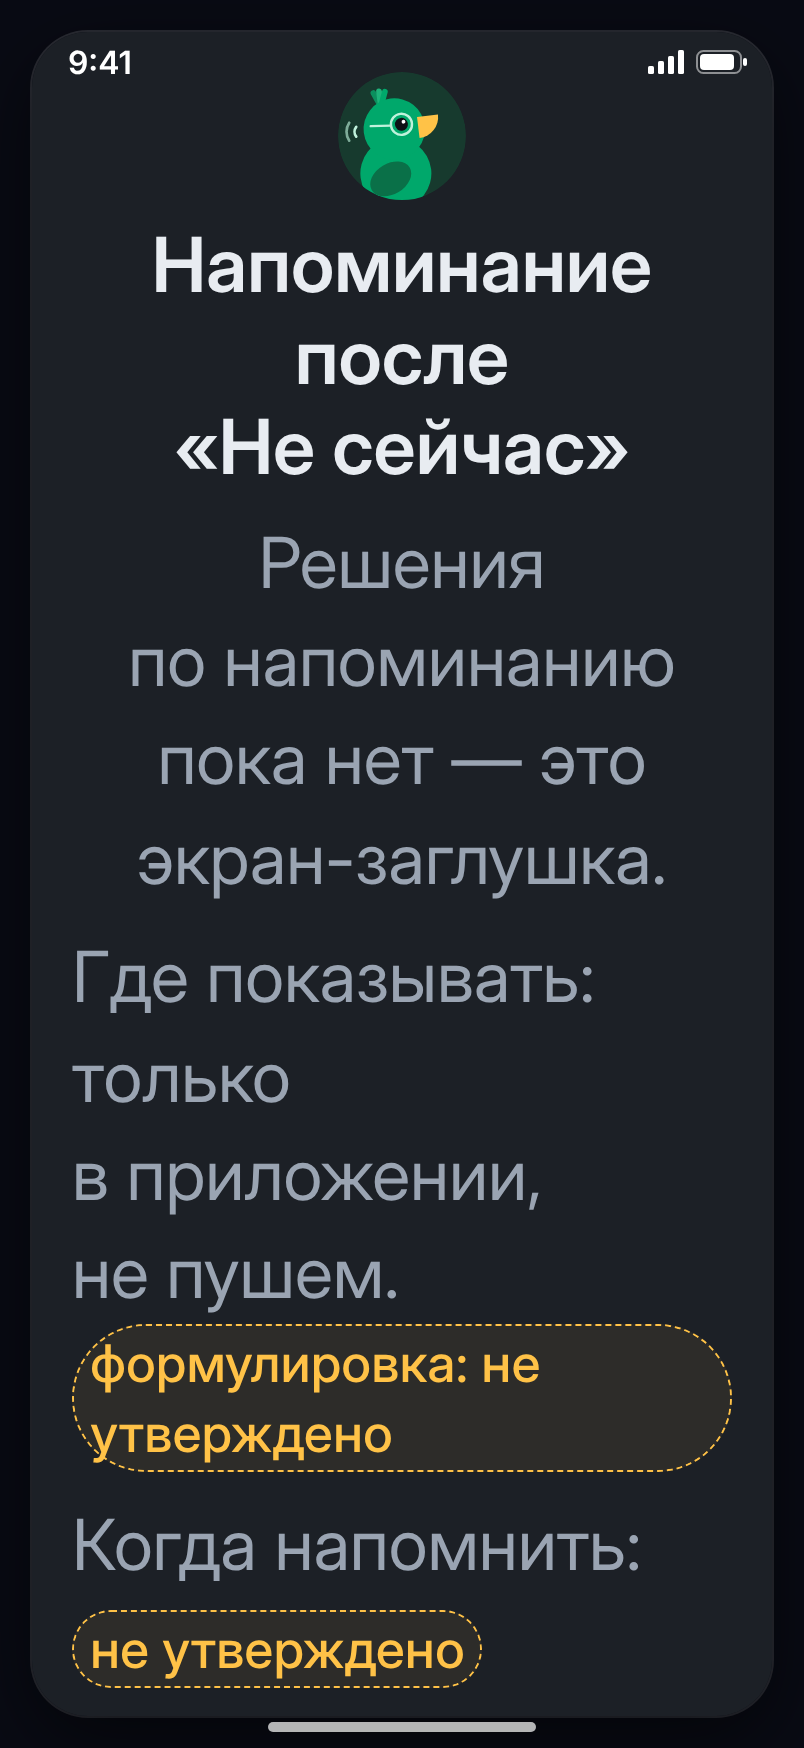 9:41
Напоминание
после
«Не сейчас»
Решения
по напоминанию
пока нет — это
экран-заглушка.
Где показывать:
только
в приложении,
не пушем.
формулировка: не
утверждено
Когда напомнить:
не утверждено